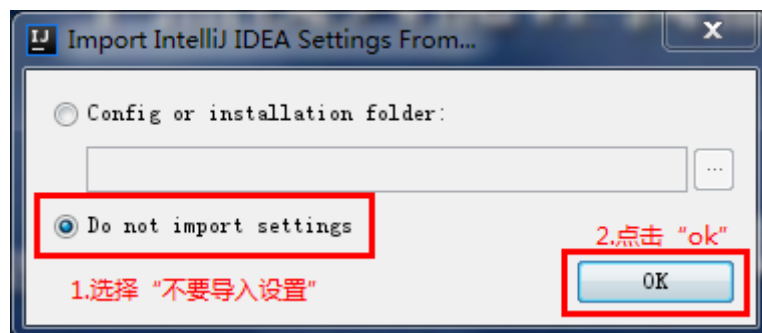 IJ
Import IntelliJ IDEA Settings From...
x
Config or installation folder:
...
Do not import settings
2.点击“ok”
1.选择“不要导入设置”
OK